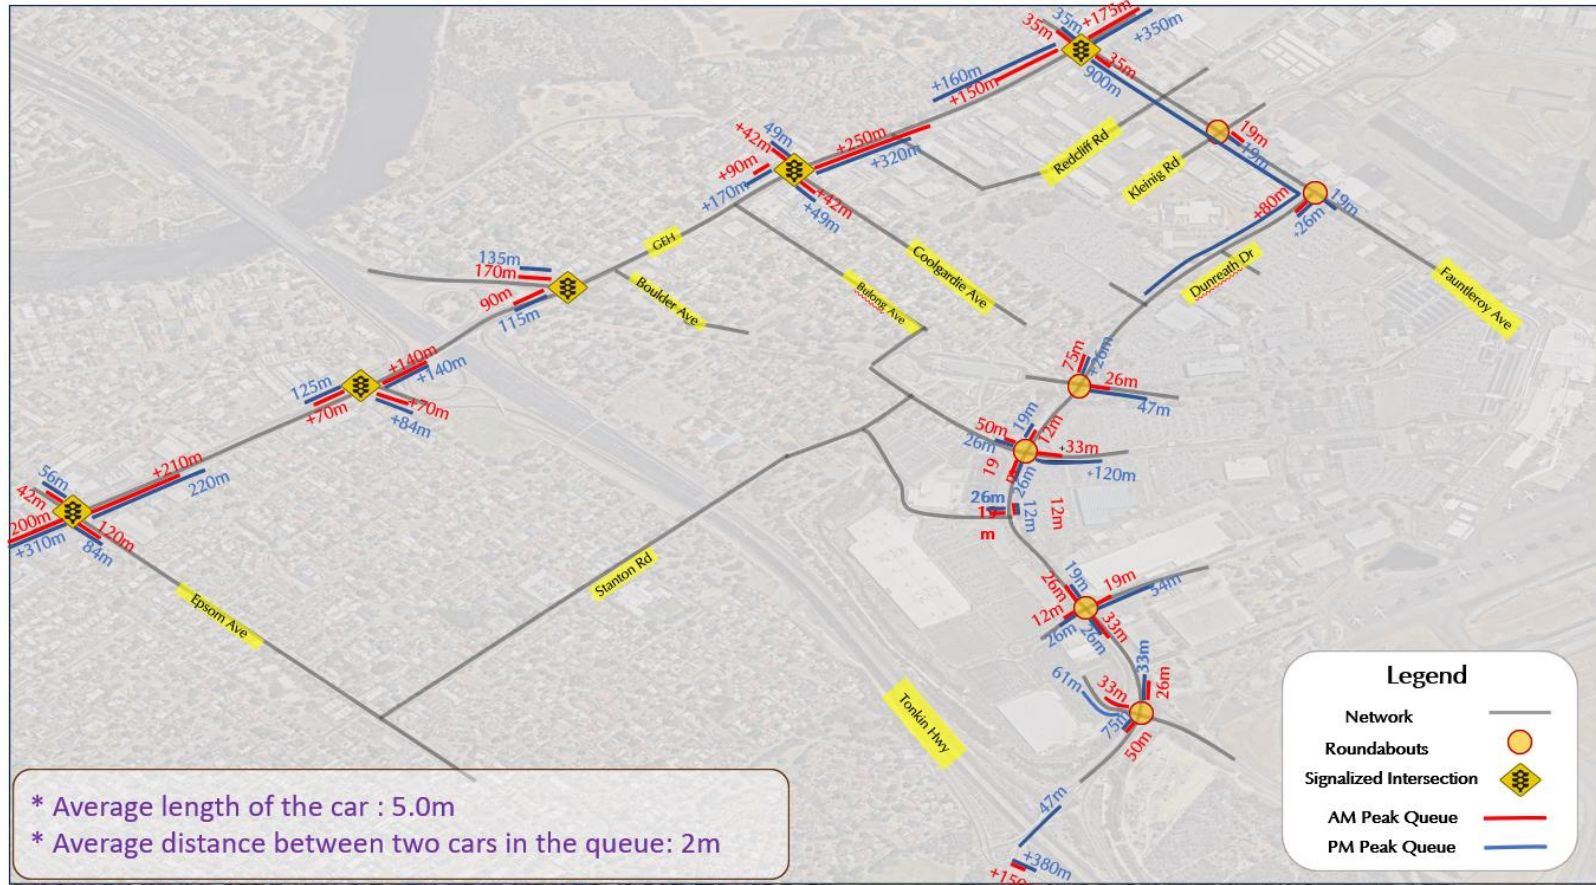 35m
35m
+175m
+350m
+160m
+150m
35m
900m
49m
+42m
+90m
+170m
+250m
+320m
+42m
+49m
Redcliff Rd
Kleinig Rd
19m
19m
+80m
+26m
19m
GEH
135m
170m
90m
115m
Boulder Ave
Bulong Ave
Coolgardie Ave
Dunreath Dr
Fauntleroy Ave
125m
+70m
+140m
+140m
+70m
+84m
75m
+26m
26m
47m
50m
26m
19m
12m
+33m
+120m
19
m
26m
26m
12m
12m
m
56m
42m
200m
+310m
+210m
220m
120m
84m
Epsom Ave
Stanton Rd
Tonkin Hwy
26m
19m
19m
54m
12m
26m
26m
33m
61m
33m
33m
26m
75m
50m
47m
+380m
Legend
Network
Roundabouts
Signalized Intersection
AM Peak Queue
PM Peak Queue
* Average length of the car : 5.0m
* Average distance between two cars in the queue: 2m